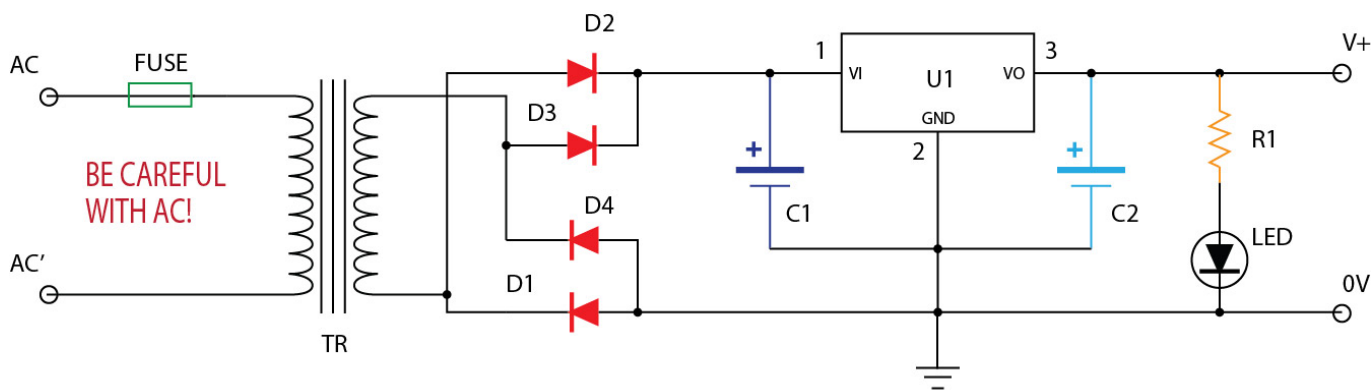 AC
FUSE
D2
1
VI
U1
VO
3
V+
GND
D3
2
R1
BE CAREFUL
WITH AC!
+
+
D4
C1
C2
LED
AC’
D1
0V
TR